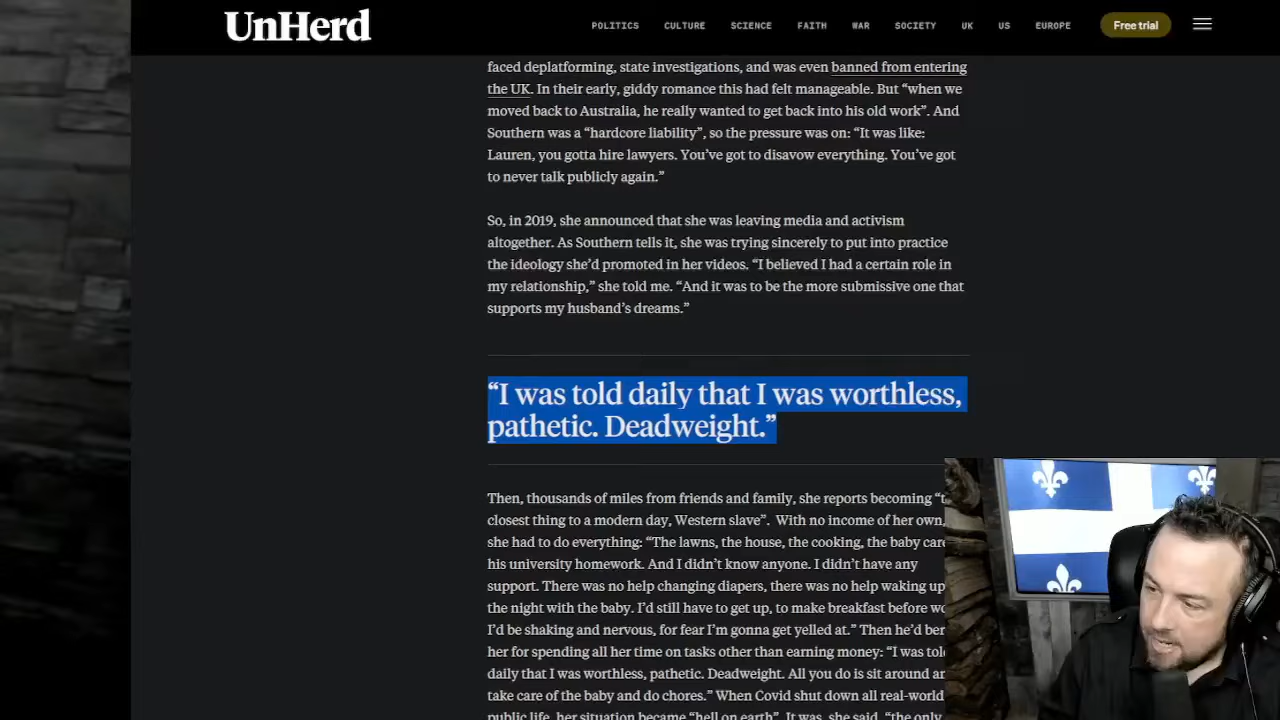 UnHerd
POLITICS CULTURE SCIENCE FAITH WAR SOCIETY UK US EUROPE Free trial
faced deplatforming, state investigations, and was even banned from entering
the UK. In their early, giddy romance this had felt manageable. But “when we
moved back to Australia, he really wanted to get back into his old work”. And
Southern was a “hardcore liability”, so the pressure was on: “It was like:
Lauren, you gotta hire lawyers. You’ve got to disavow everything. You’ve got
to never talk publicly again.”
So, in 2019, she announced that she was leaving media and activism
altogether. As Southern tells it, she was trying sincerely to put into practice
the ideology she’d promoted in her videos. “I believed I had a certain role in
my relationship,” she told me. “And it was to be the more submissive one that
supports my husband’s dreams.”
“I was told daily that I was worthless,
pathetic. Deadweight.”
Then, thousands of miles from friends and family, she reports becoming
closest thing to a modern day, Western slave”. With no income of her own,
she had to do everything: “The lawns, the house, the cooking, the baby care
his university homework. And I didn’t know anyone. I didn’t have any
support. There was no help changing diapers, there was no help waking up
the night with the baby. I’d still have to get up, to make breakfast before
I’d be shaking and nervous, for fear I’m gonna get yelled at.” Then he’d
her for spending all her time on tasks other than earning money: “I was
daily that I was worthless, pathetic. Deadweight. All you do is sit around
take care of the baby and do chores.” When Covid shut down all real-world
public life, her situation became “hell on earth”. It was, she said, “the only